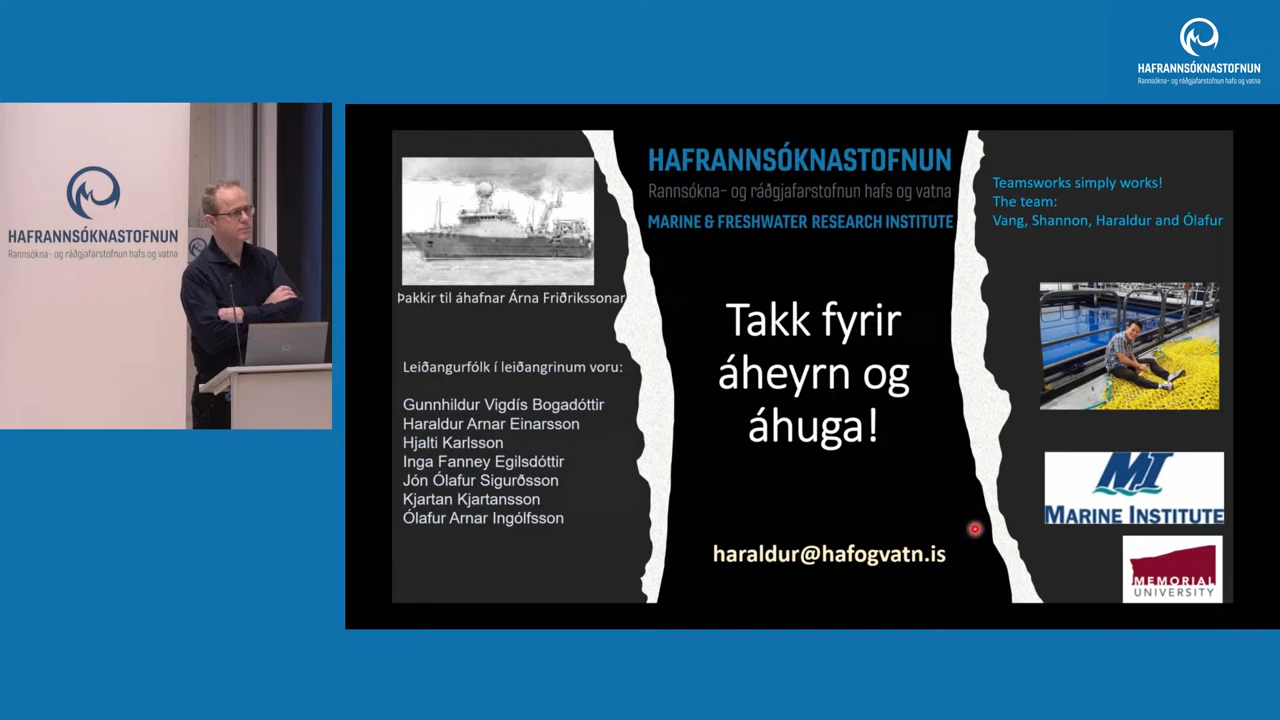 HAFRANNSÓKNASTOFNUN
Rannsókna- og ráðgjafarstofnun hafs og vatna
HAFRANNSÓKNASTOFNUN
Rannsókna- og ráðgjafarstofnun hafs og vatna
Þakkir til áhafnar Árna Friðrikssonar
Leiðangurfólk í leiðangrinum voru:
Gunnhildur Vigdís Bogadóttir
Haraldur Arnar Einarsson
Hjalti Karlsson
Inga Fanney Egilsdóttir
Jón Ólafur Sigurðsson
Kjartan Kjartansson
Ólafur Arnar Ingólfsson
HAFRANNSÓKNASTOFNUN
Rannsókna- og ráðgjafarstofnun hafs og vatna
MARINE & FRESHWATER RESEARCH INSTITUTE
Takk fyrir
áheyrn og
áhuga!
haraldur@hafogvatn.is
Teamsworks simply works!
The team:
Vang, Shannon, Haraldur and Ólafur
MI
MARINE INSTITUTE
MEMORIAL
UNIVERSITY